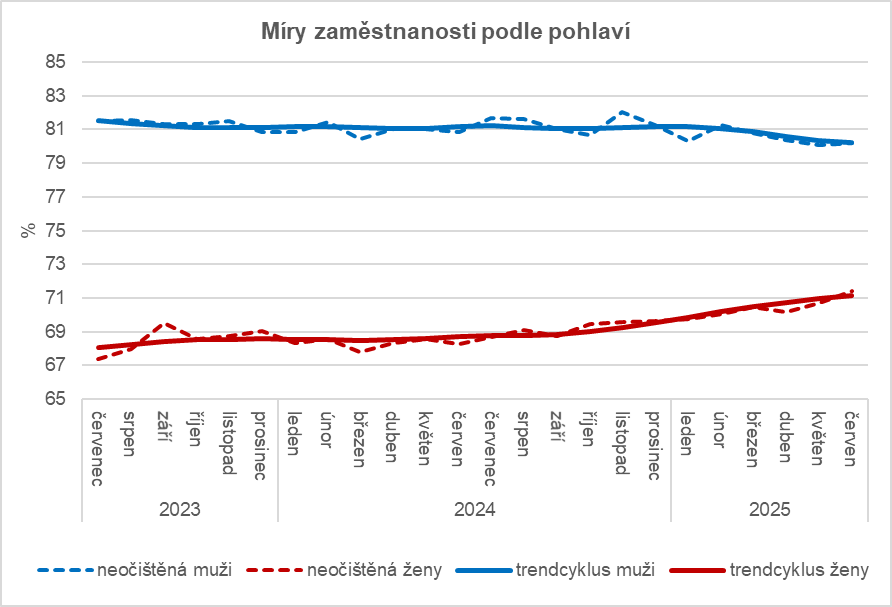 Míry zaměstnanosti podle pohlaví
85
83
81
79
77
75
73
71
69
67
65
%
červenec
srpen
září
říjen
listopad
prosinec
leden
únor
březen
duben
květen
červen
červenec
srpen
září
říjen
listopad
prosinec
leden
únor
březen
duben
květen
červen
2023 2024 2025
neočištěná muži neočištěná ženy trendcyklus muži trendcyklus ženy